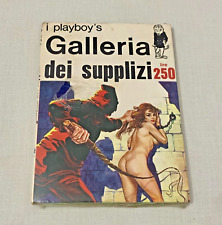 i playboy's
Galleria
dei supplizi
lire
250